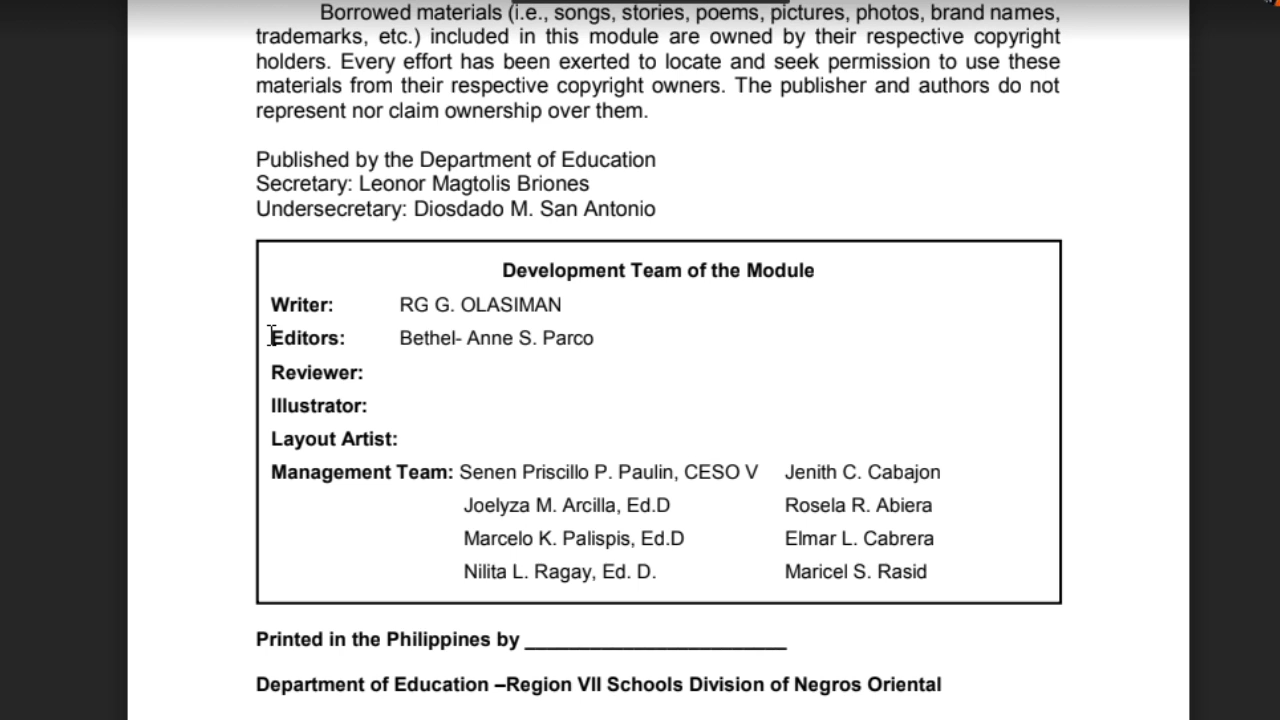 Borrowed materials (i.e., songs, stories, poems, pictures, photos, brand names,
trademarks, etc.) included in this module are owned by their respective copyright
holders. Every effort has been exerted to locate and seek permission to use these
materials from their respective copyright owners. The publisher and authors do not
represent nor claim ownership over them.
Published by the Department of Education
Secretary: Leonor Magtolis Briones
Undersecretary: Diosdado M. San Antonio
Development Team of the Module
Writer: RG G. OLASIMAN
Editors: Bethel- Anne S. Parco
Reviewer:
Illustrator:
Layout Artist:
Management Team: Senen Priscillo P. Paulin, CESO V Jenith C. Cabajon
Joelyza M. Arcilla, Ed.D Rosela R. Abiera
Marcelo K. Palispis, Ed.D Elmar L. Cabrera
Nilita L. Ragay, Ed. D. Maricel S. Rasid
Printed in the Philippines by ________________________
Department of Education –Region VII Schools Division of Negros Oriental